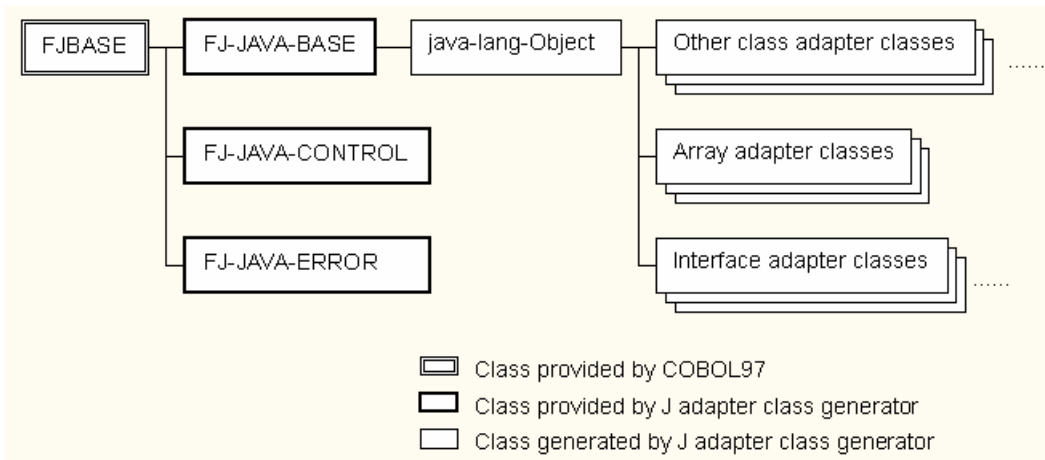 FJBASE
FJ-JAVA-BASE
java-lang-Object
Other class adapter classes
......
FJ-JAVA-CONTROL
Array adapter classes
FJ-JAVA-ERROR
Interface adapter classes
......
Class provided by COBOL97
Class provided by J adapter class generator
Class generated by J adapter class generator